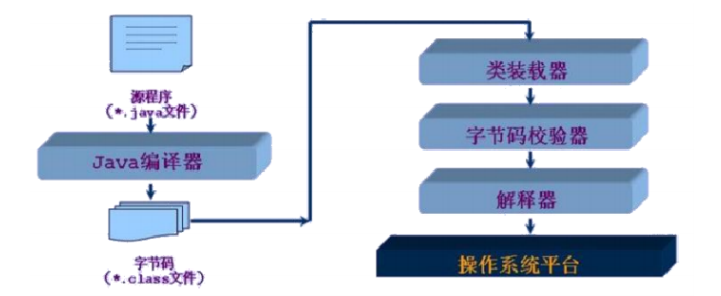 源程序
(*.java文件)
Java编译器
字节码
(*.class文件)
类装载器
字节码校验器
解释器
操作系统平台